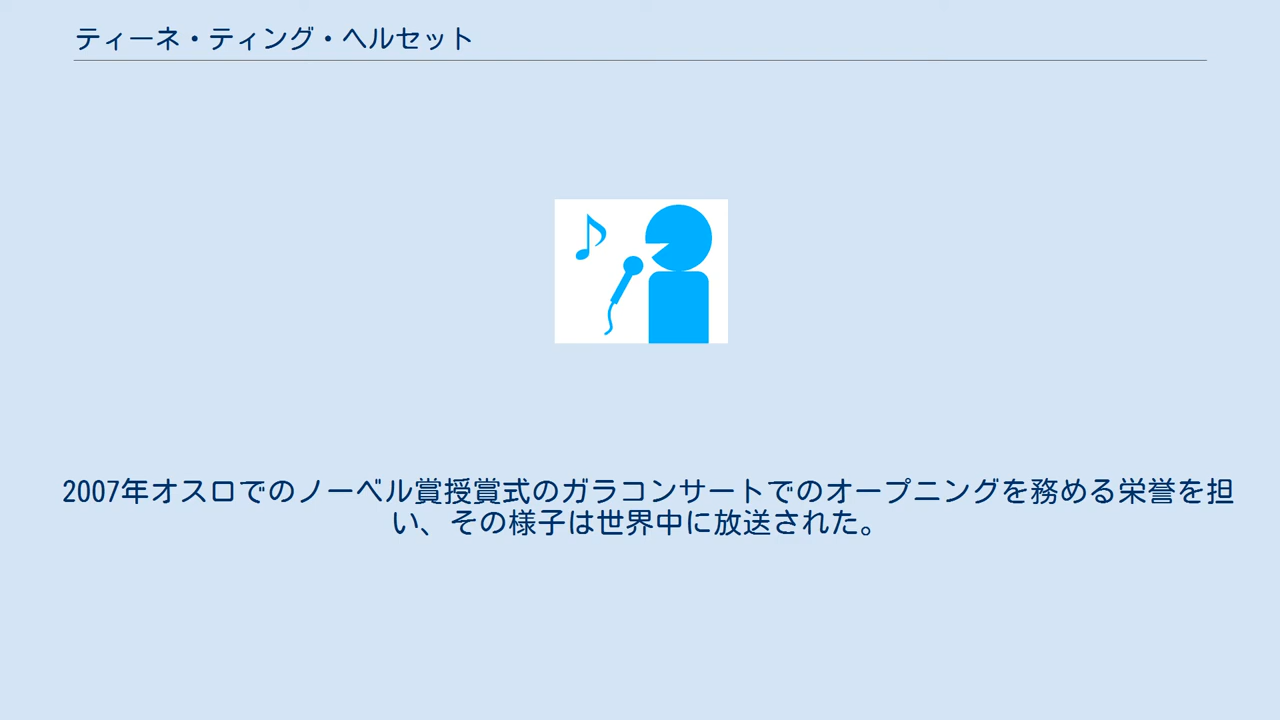 ティーネ・ティング・ヘルセット
2007年オスロでのノーベル賞授賞式のガラコンサートでのオープニングを務める栄誉を担
い、その様子は世界中に放送された。